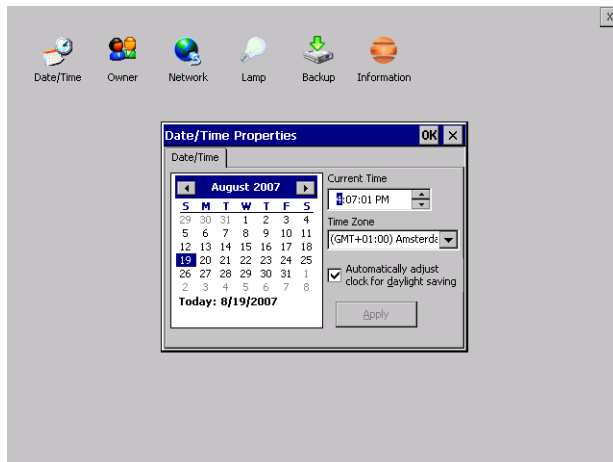 X
Date/Time Owner Network Lamp Backup Information
Date/Time Properties OK ×
Date/Time
August 2007
S M T W T F S
29 30 31 1 2 3 4
5 6 7 8 9 10 11
12 13 14 15 16 17 18
19 20 21 22 23 24 25
26 27 28 29 30 31 1
2 3 4 5 6 7 8
Today: 8/19/2007
Current Time
4:07:01 PM
Time Zone
(GMT+01:00) Amsterda
Automatically adjust
clock for daylight saving
Apply